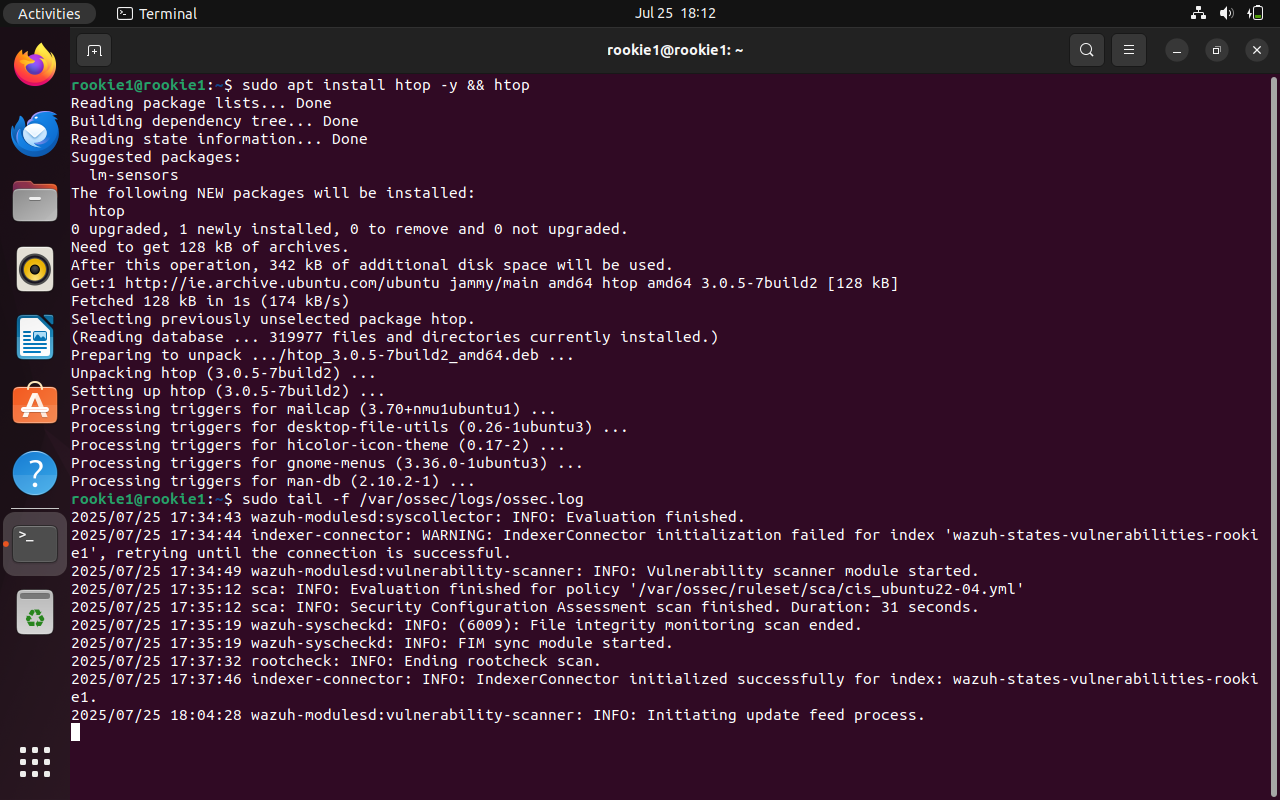 Activities
Terminal
Jul 25 18:12
rookie1@rookie1: ~
rookie1@rookie1:~$ sudo apt install htop -y && htop
Reading package lists... Done
Building dependency tree... Done
Reading state information... Done
Suggested packages:
  lm-sensors
The following NEW packages will be installed:
  htop
0 upgraded, 1 newly installed, 0 to remove and 0 not upgraded.
Need to get 128 kB of archives.
After this operation, 342 kB of additional disk space will be used.
Get:1 http://ie.archive.ubuntu.com/ubuntu jammy/main amd64 htop amd64 3.0.5-7build2 [128 kB]
Fetched 128 kB in 1s (174 kB/s)
Selecting previously unselected package htop.
(Reading database ... 319977 files and directories currently installed.)
Preparing to unpack .../htop_3.0.5-7build2_amd64.deb ...
Unpacking htop (3.0.5-7build2) ...
Setting up htop (3.0.5-7build2) ...
Processing triggers for mailcap (3.70+nmu1ubuntu1) ...
Processing triggers for desktop-file-utils (0.26-1ubuntu3) ...
Processing triggers for hicolor-icon-theme (0.17-2) ...
Processing triggers for gnome-menus (3.36.0-1ubuntu3) ...
Processing triggers for man-db (2.10.2-1) ...
rookie1@rookie1:~$ sudo tail -f /var/ossec/logs/ossec.log
2025/07/25 17:34:43 wazuh-modulesd:syscollector: INFO: Evaluation finished.
2025/07/25 17:34:44 indexer-connector: WARNING: IndexerConnector initialization failed for index 'wazuh-states-vulnerabilities-rooki
e1', retrying until the connection is successful.
2025/07/25 17:34:49 wazuh-modulesd:vulnerability-scanner: INFO: Vulnerability scanner module started.
2025/07/25 17:35:12 sca: INFO: Evaluation finished for policy '/var/ossec/ruleset/sca/cis_ubuntu22-04.yml'
2025/07/25 17:35:12 sca: INFO: Security Configuration Assessment scan finished. Duration: 31 seconds.
2025/07/25 17:35:19 wazuh-syscheckd: INFO: (6009): File integrity monitoring scan ended.
2025/07/25 17:35:19 wazuh-syscheckd: INFO: FIM sync module started.
2025/07/25 17:37:32 rootcheck: INFO: Ending rootcheck scan.
2025/07/25 17:37:46 indexer-connector: INFO: IndexerConnector initialized successfully for index: wazuh-states-vulnerabilities-rooki
e1.
2025/07/25 18:04:28 wazuh-modulesd:vulnerability-scanner: INFO: Initiating update feed process.